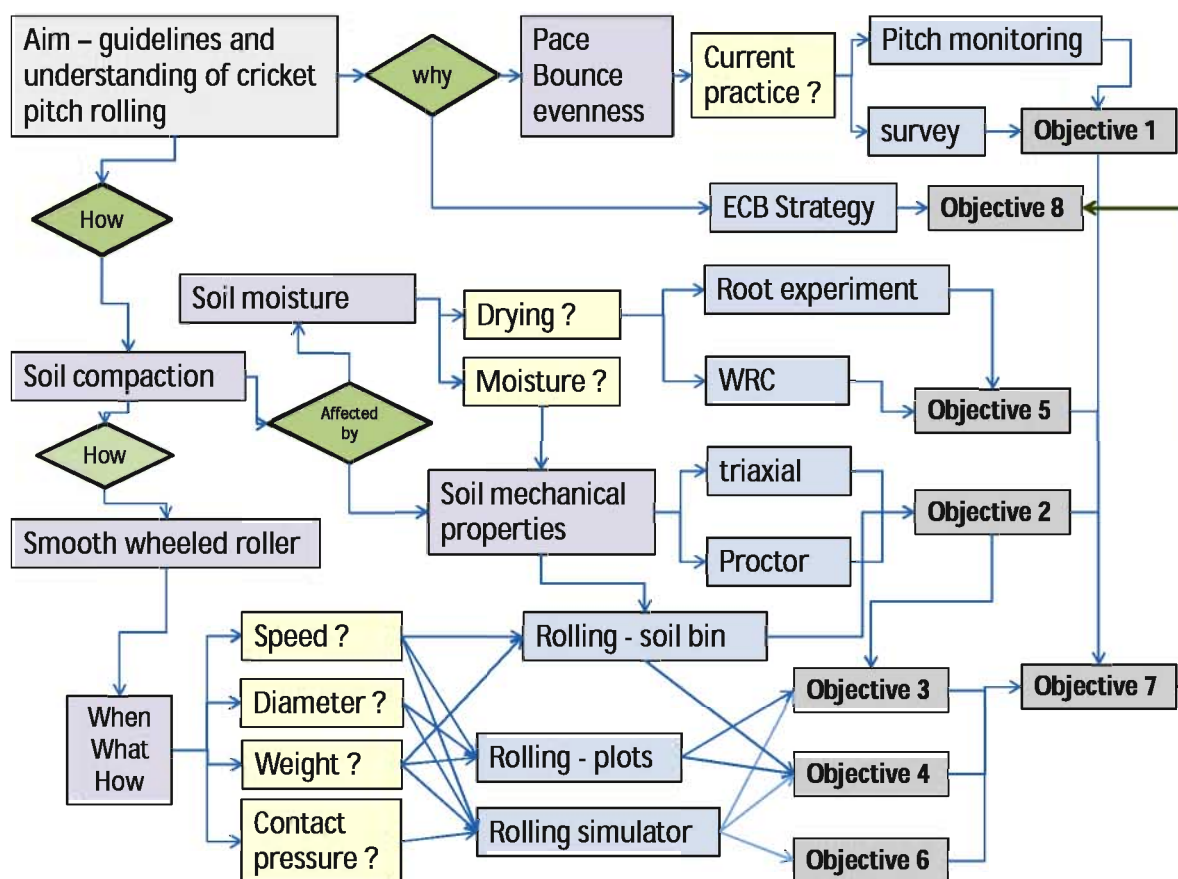 Aim – guidelines and
understanding of cricket
pitch rolling
why
Pace
Bounce
evenness
Current
practice ?
Pitch monitoring
survey
Objective 1
How
ECB Strategy
Objective 8
Soil moisture
Drying ?
Moisture ?
Root experiment
WRC
Objective 5
Soil compaction
Affected
by
How
Soil mechanical
properties
triaxial
Proctor
Objective 2
Smooth wheeled roller
When
What
How
Speed ?
Diameter ?
Weight ?
Contact
pressure ?
Rolling - soil bin
Rolling - plots
Rolling simulator
Objective 3
Objective 4
Objective 6
Objective 7